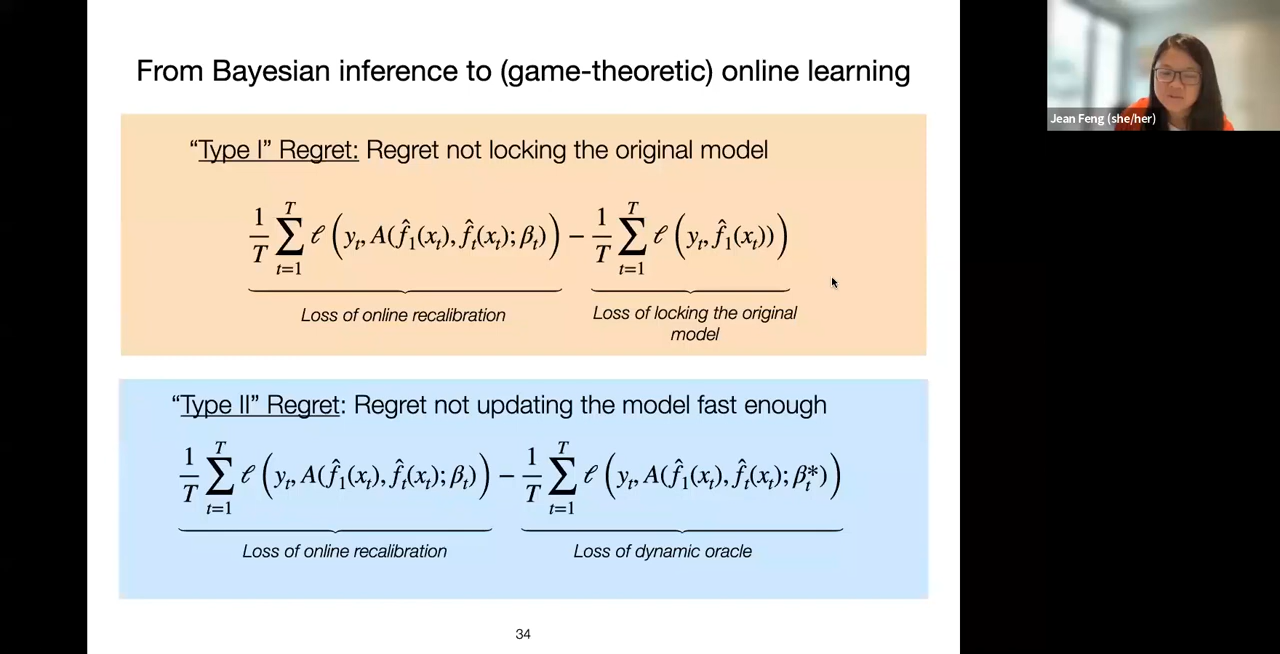 From Bayesian inference to (game-theoretic) online learning
Jean Feng (she/her)
“Type I” Regret: Regret not locking the original model
1/T ∑_{t=1}^{T} ℓ (y_t, A(f̂_1(x_t), f̂_t(x_t); β_t)) − 1/T ∑_{t=1}^{T} ℓ (y_t, f̂_1(x_t)))
Loss of online recalibration
Loss of locking the original
model
“Type II” Regret: Regret not updating the model fast enough
1/T ∑_{t=1}^{T} ℓ (y_t, A(f̂_1(x_t), f̂_t(x_t); β_t)) − 1/T ∑_{t=1}^{T} ℓ (y_t, A(f̂_1(x_t), f̂_t(x_t); β_t^*))
Loss of online recalibration
Loss of dynamic oracle
34